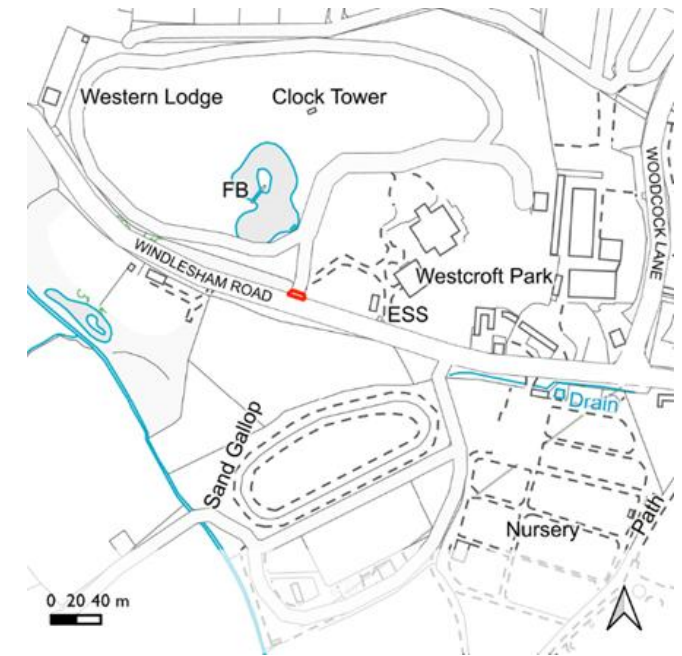 Western Lodge
Clock Tower
FB
WOODCOCK LANE
WINDLESHAM ROAD
Westcroft Park
ESS
Drain
Sand Gallop
Nursery
Path
0 20 40 m